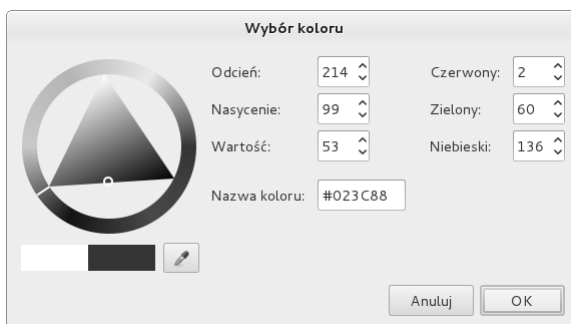 Wybór koloru
Odcień: 214 Czerwony: 2
Nasycenie: 99 Zielony: 60
Wartość: 53 Niebieski: 136
Nazwa koloru: #023C88
Anuluj OK